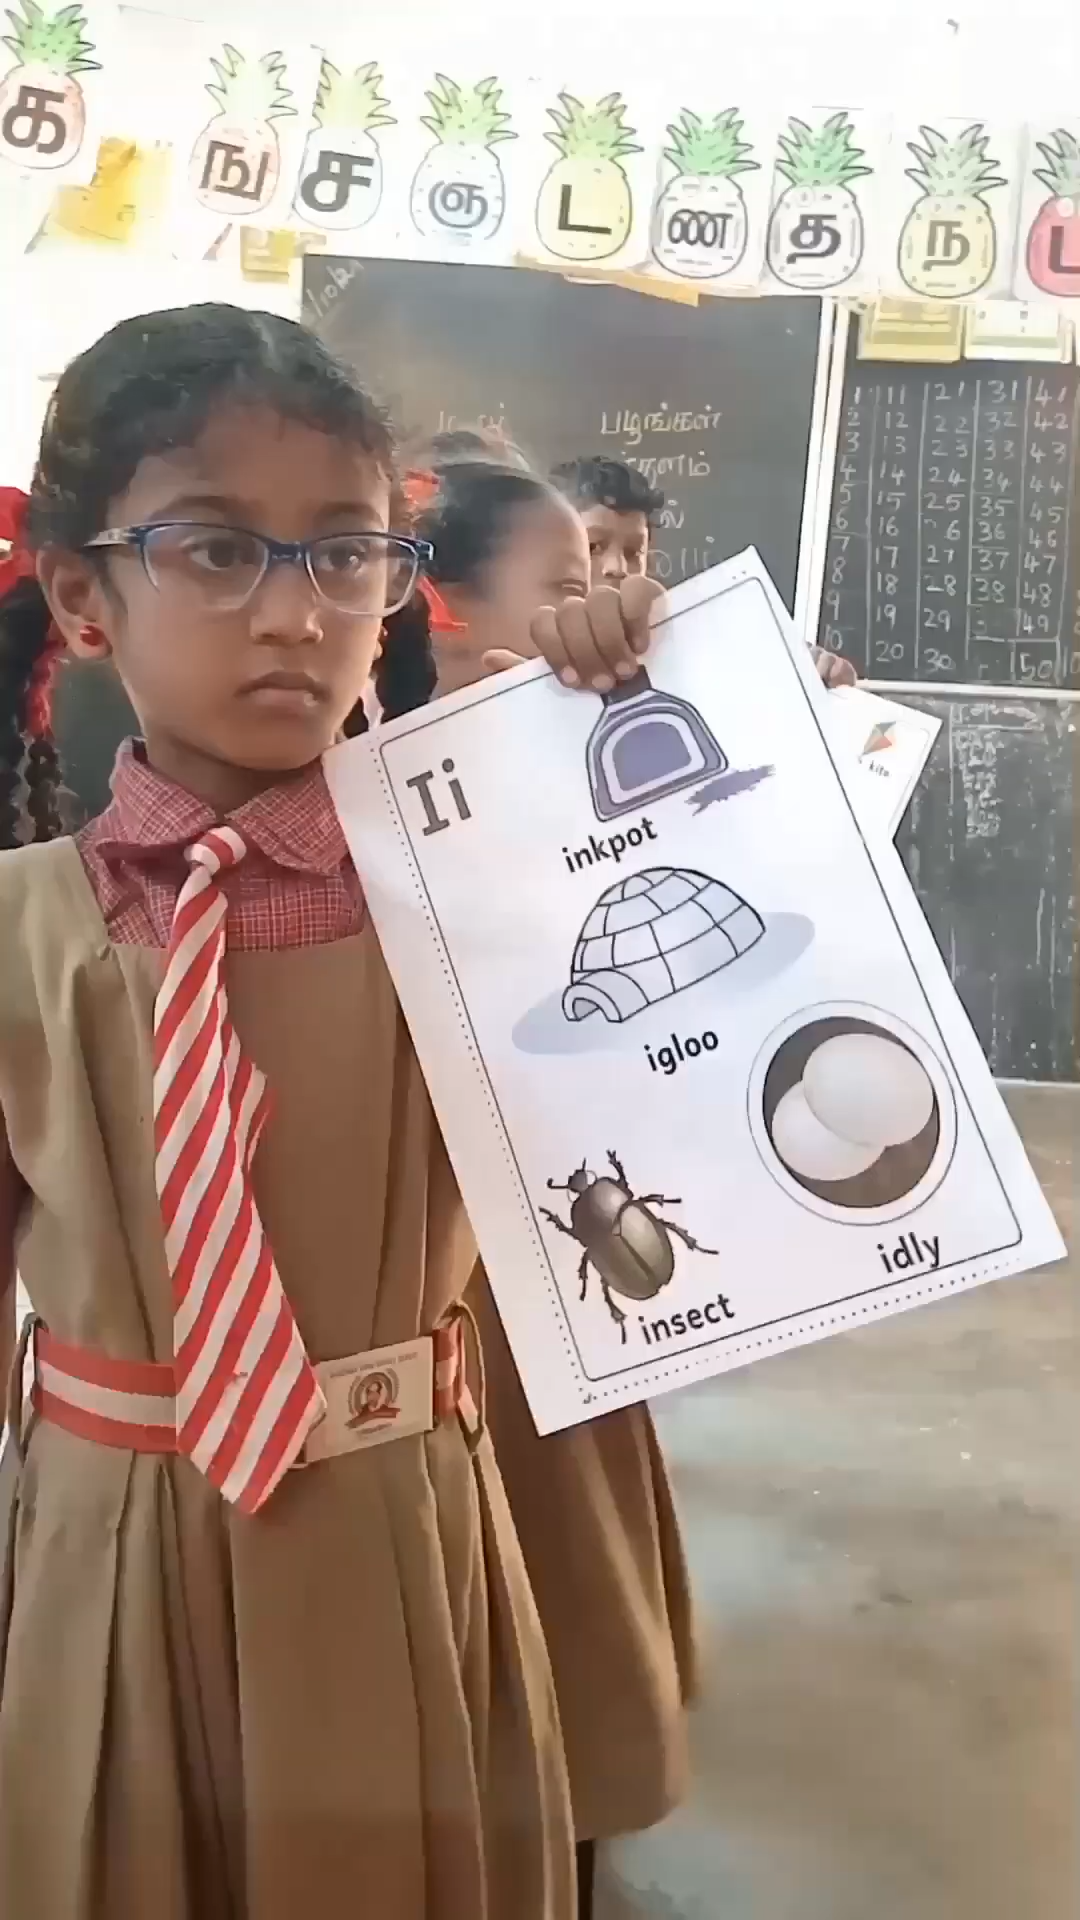 க ங ச ஞ ட ண த ந
பழங்கள்
1 11 21 31 41
2 12 22 32 42
3 13 23 33 43
4 14 24 34 44
5 15 25 35 45
6 16 36 46
7 17 27 37 47
8 18 28 38 48
9 19 29 49
10 20 30 50
Ii
inkpot
igloo
idly
insect
kite